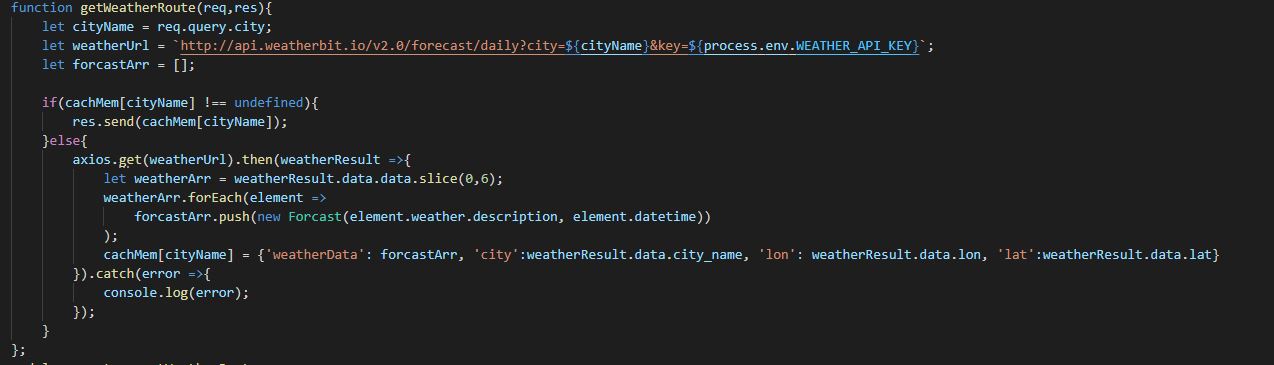 function getWeatherRoute(req,res){
let cityName = req.query.city;
let weatherUrl = `http://api.weatherbit.io/v2.0/forecast/daily?city=${cityName}&key=${process.env.WEATHER_API_KEY}`;
let forcastArr = [];
if(cachMem[cityName] !== undefined){
res.send(cachMem[cityName]);
}else{
axios.get(weatherUrl).then(weatherResult =>{
let weatherArr = weatherResult.data.data.slice(0,6);
weatherArr.forEach(element =>
forcastArr.push(new Forcast(element.weather.description, element.datetime))
);
cachMem[cityName] = {'weatherData': forcastArr, 'city':weatherResult.data.city_name, 'lon': weatherResult.data.lon, 'lat':weatherResult.data.lat}
}).catch(error =>{
console.log(error);
});
}
};